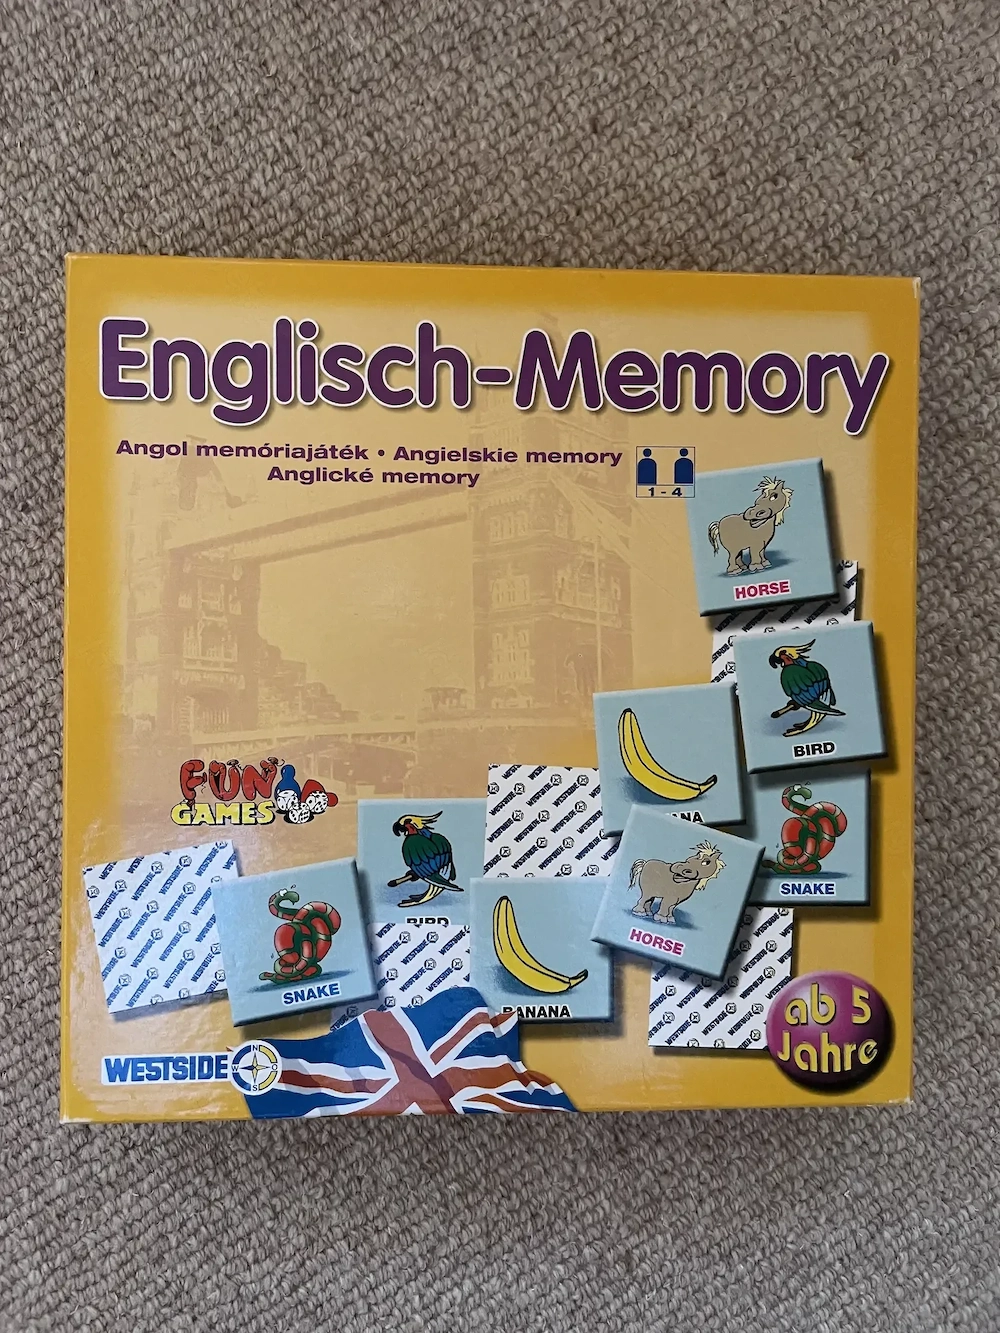 Englisch-Memory
Angol memóriajáték • Angielskie memory
Anglické memory
1 - 4
HORSE
BIRD
SNAKE
HORSE
FUN
GAMES
BIRD
SNAKE
BANANA
WESTSIDE
N
W O
S
ab 5
Jahre